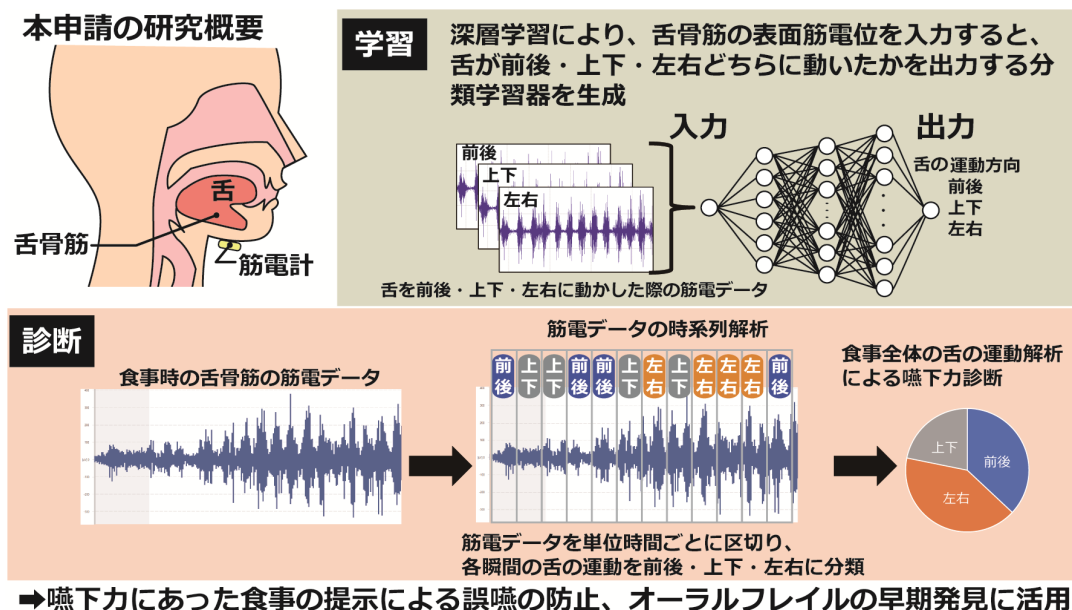 本申請の研究概要
舌
舌骨筋
筋電計
学習
深層学習により、舌骨筋の表面筋電位を入力すると、
舌が前後・上下・左右どちらに動いたかを出力する分
類学習器を生成
入力
出力
前後
上下
左右
舌の運動方向
前後
上下
左右
舌を前後・上下・左右に動かした際の筋電データ
診断
食事時の舌骨筋の筋電データ
筋電データの時系列解析
前後 上下 上下 前後 前後 上下 左右 上下 左右 左右 左右 前後
筋電データを単位時間ごとに区切り、
各瞬間の舌の運動を前後・上下・左右に分類
食事全体の舌の運動解析
による嚥下力診断
上下
前後
左右
➡嚥下力にあった食事の提示による誤嚥の防止、オーラルフレイルの早期発見に活用